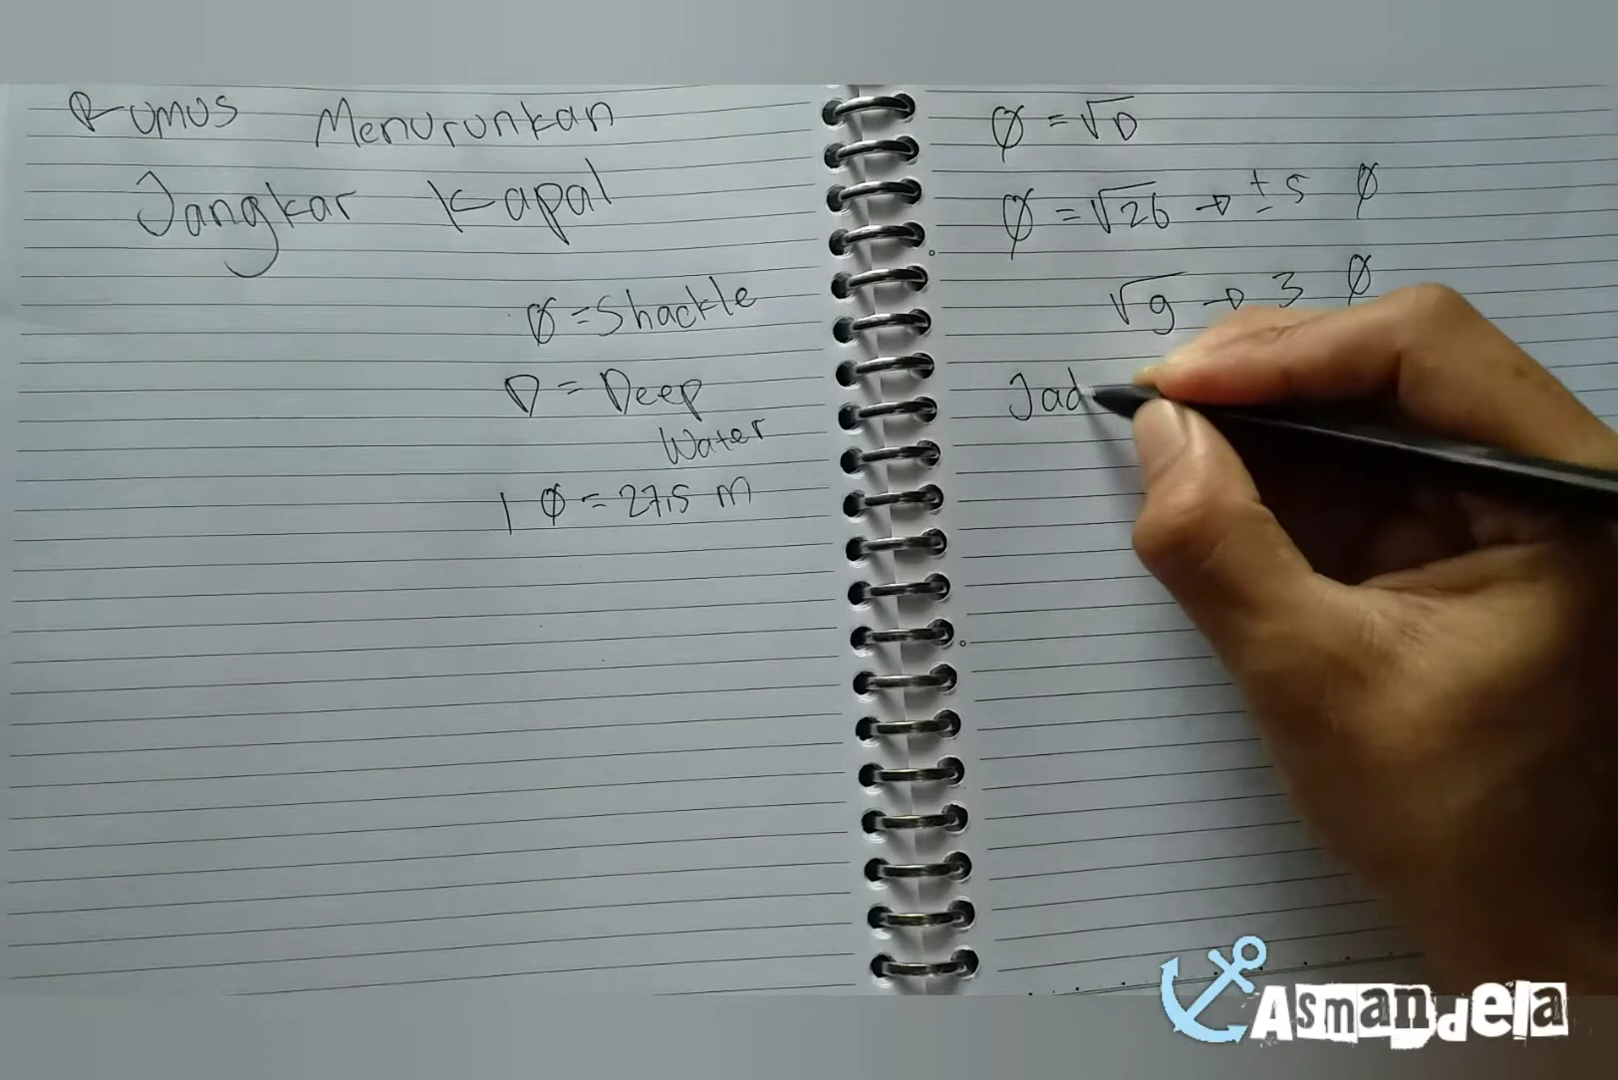 Rumus Menurunkan
Jangkar Kapal
Ø = Shackle
D = Deep
Water
1 Ø = 27,5 m
Ø = √D
Ø = √26 → ± 5 Ø
√9 → 3 Ø
Jad
Asmandela